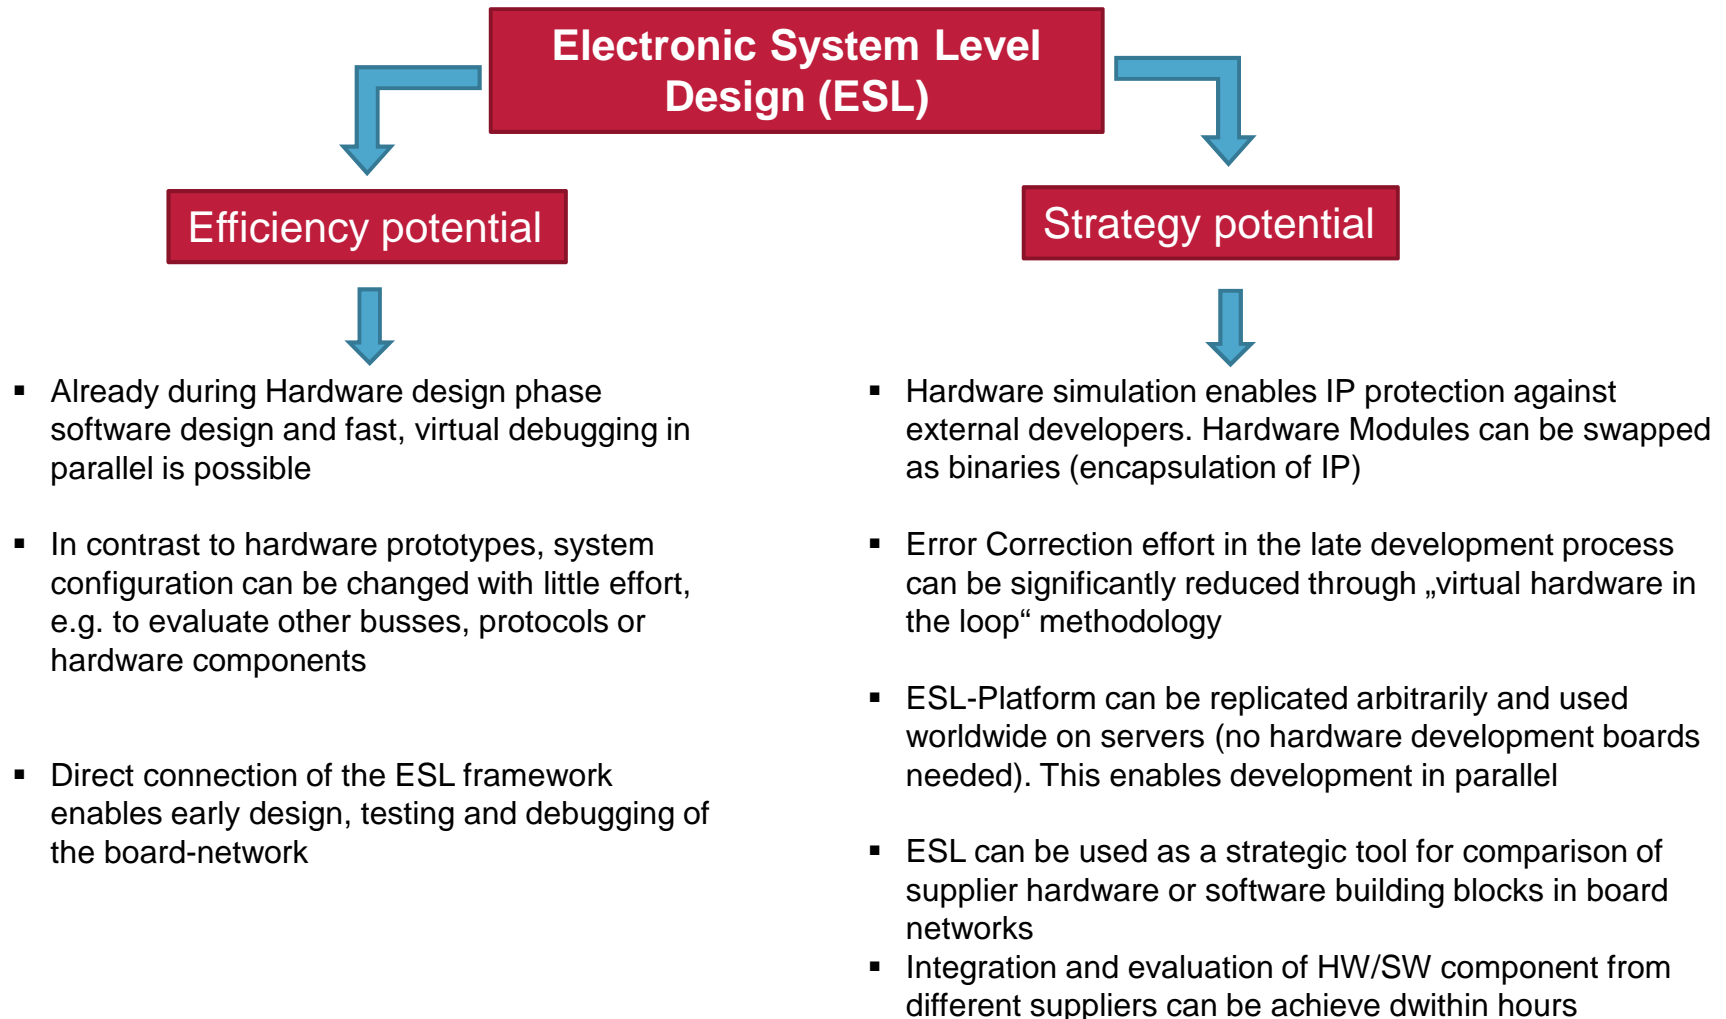 Electronic System Level
Design (ESL)
Efficiency potential
▪ Already during Hardware design phase
software design and fast, virtual debugging in
parallel is possible
▪ In contrast to hardware prototypes, system
configuration can be changed with little effort,
e.g. to evaluate other busses, protocols or
hardware components
▪ Direct connection of the ESL framework
enables early design, testing and debugging of
the board-network
Strategy potential
▪ Hardware simulation enables IP protection against
external developers. Hardware Modules can be swapped
as binaries (encapsulation of IP)
▪ Error Correction effort in the late development process
can be significantly reduced through „virtual hardware in
the loop“ methodology
▪ ESL-Platform can be replicated arbitrarily and used
worldwide on servers (no hardware development boards
needed). This enables development in parallel
▪ ESL can be used as a strategic tool for comparison of
supplier hardware or software building blocks in board
networks
▪ Integration and evaluation of HW/SW component from
different suppliers can be achieve dwithin hours